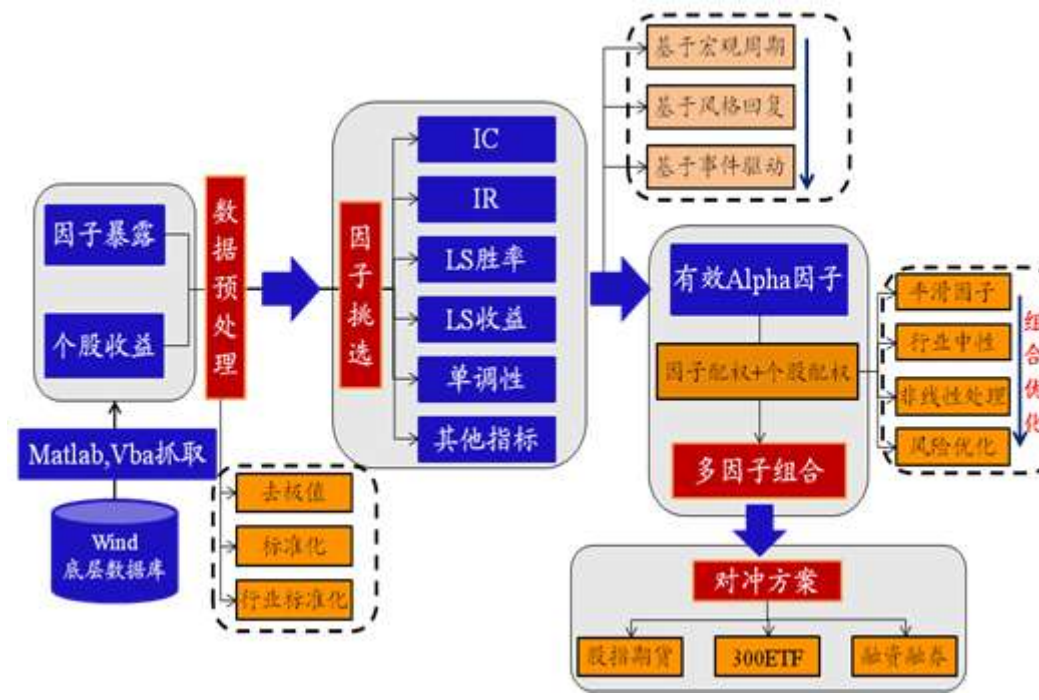 基于宏观周期
基于风格回复
基于事件驱动
IC
IR
LS胜率
LS收益
单调性
其他指标
因子挑选
因子暴露
个股收益
数据预处理
Matlab,Vba抓取
Wind
底层数据库
去极值
标准化
行业标准化
有效Alpha因子
因子配权+个股配权
多因子组合
平滑因子
行业中性
非线性处理
风险优化
组合优化
对冲方案
股指期货
300ETF
融资融券